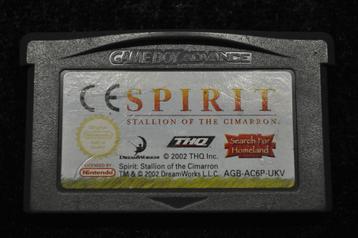 GAME BOY ADVANCE
CE SPIRIT
STALLION OF THE CIMARRON
DREAMWORKS
THQ
Search For Homeland
© 2002 THQ Inc.
LICENSED BY
Nintendo
Spirit: Stallion of the Cimarron
TM & © 2002 DreamWorks L.L.C.
AGB-AC6P-UKV